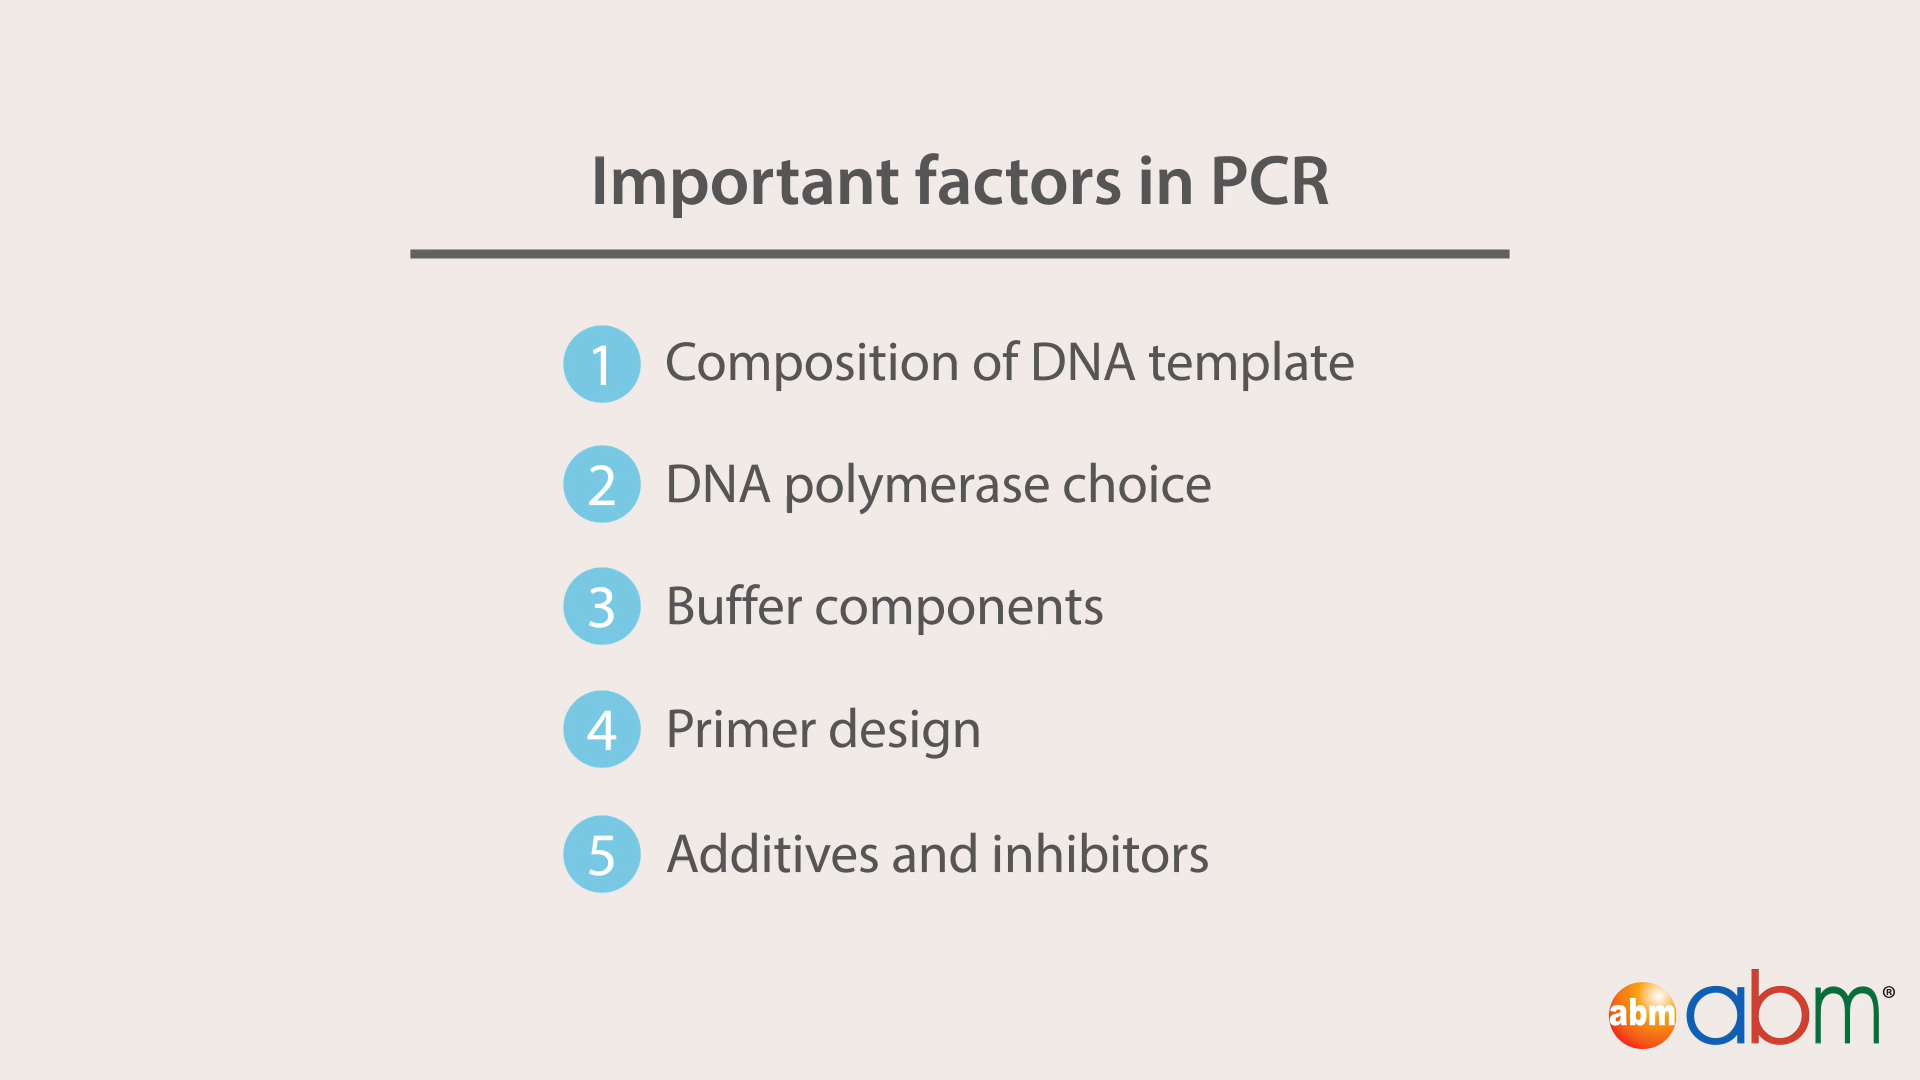 Important factors in PCR
1 Composition of DNA template
2 DNA polymerase choice
3 Buffer components
4 Primer design
5 Additives and inhibitors
abm abm®